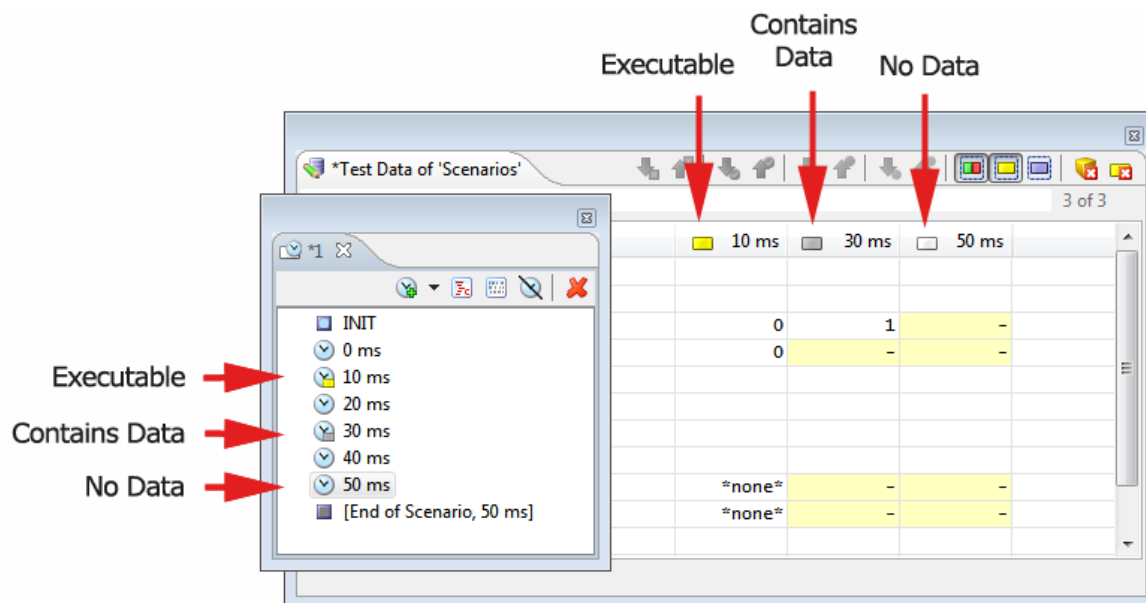 Contains
Data
Executable
No Data
*Test Data of 'Scenarios'
3 of 3
10 ms
30 ms
50 ms
*1
INIT
0 ms
0
1
-
Executable
10 ms
0
-
-
20 ms
Contains Data
30 ms
40 ms
No Data
50 ms
*none*
-
-
[End of Scenario, 50 ms]
*none*
-
-